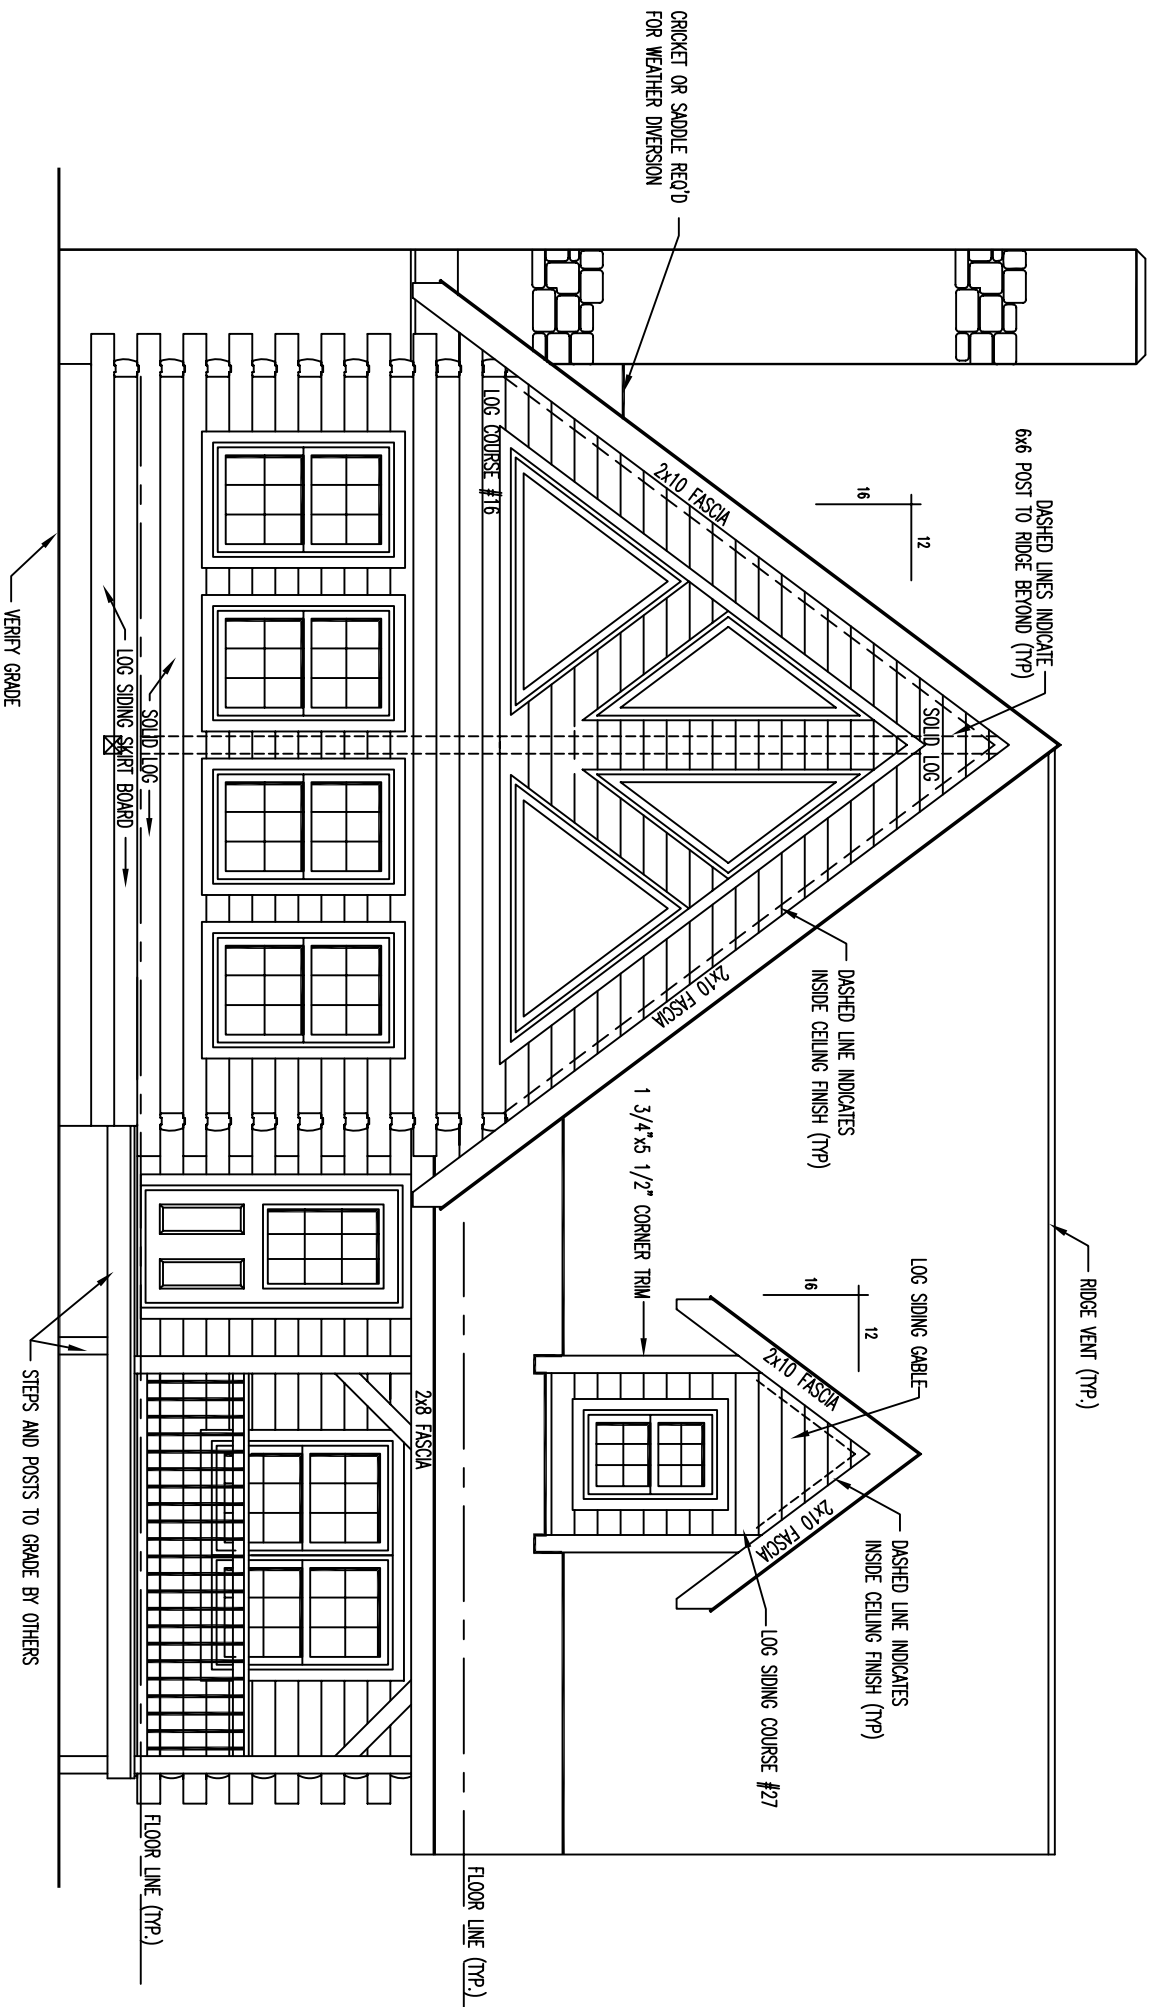 CRICKET OR SADDLE REQ'D
FOR WEATHER DIVERSION
DASHED LINES INDICATE
6x6 POST TO RIDGE BEYOND (TYP)
RIDGE VENT (TYP.)
16
12
2x10 FASCIA
SOLID LOG
DASHED LINE INDICATES
INSIDE CEILING FINISH (TYP)
2x10 FASCIA
LOG SIDING GABLE
16
12
2x10 FASCIA
2x10 FASCIA
DASHED LINE INDICATES
INSIDE CEILING FINISH (TYP)
LOG SIDING COURSE #27
1 3/4"x5 1/2" CORNER TRIM
LOG COURSE #16
2x8 FASCIA
FLOOR LINE (TYP.)
SOLID LOG
LOG SIDING SKIRT BOARD
FLOOR LINE (TYP.)
VERIFY GRADE
STEPS AND POSTS TO GRADE BY OTHERS